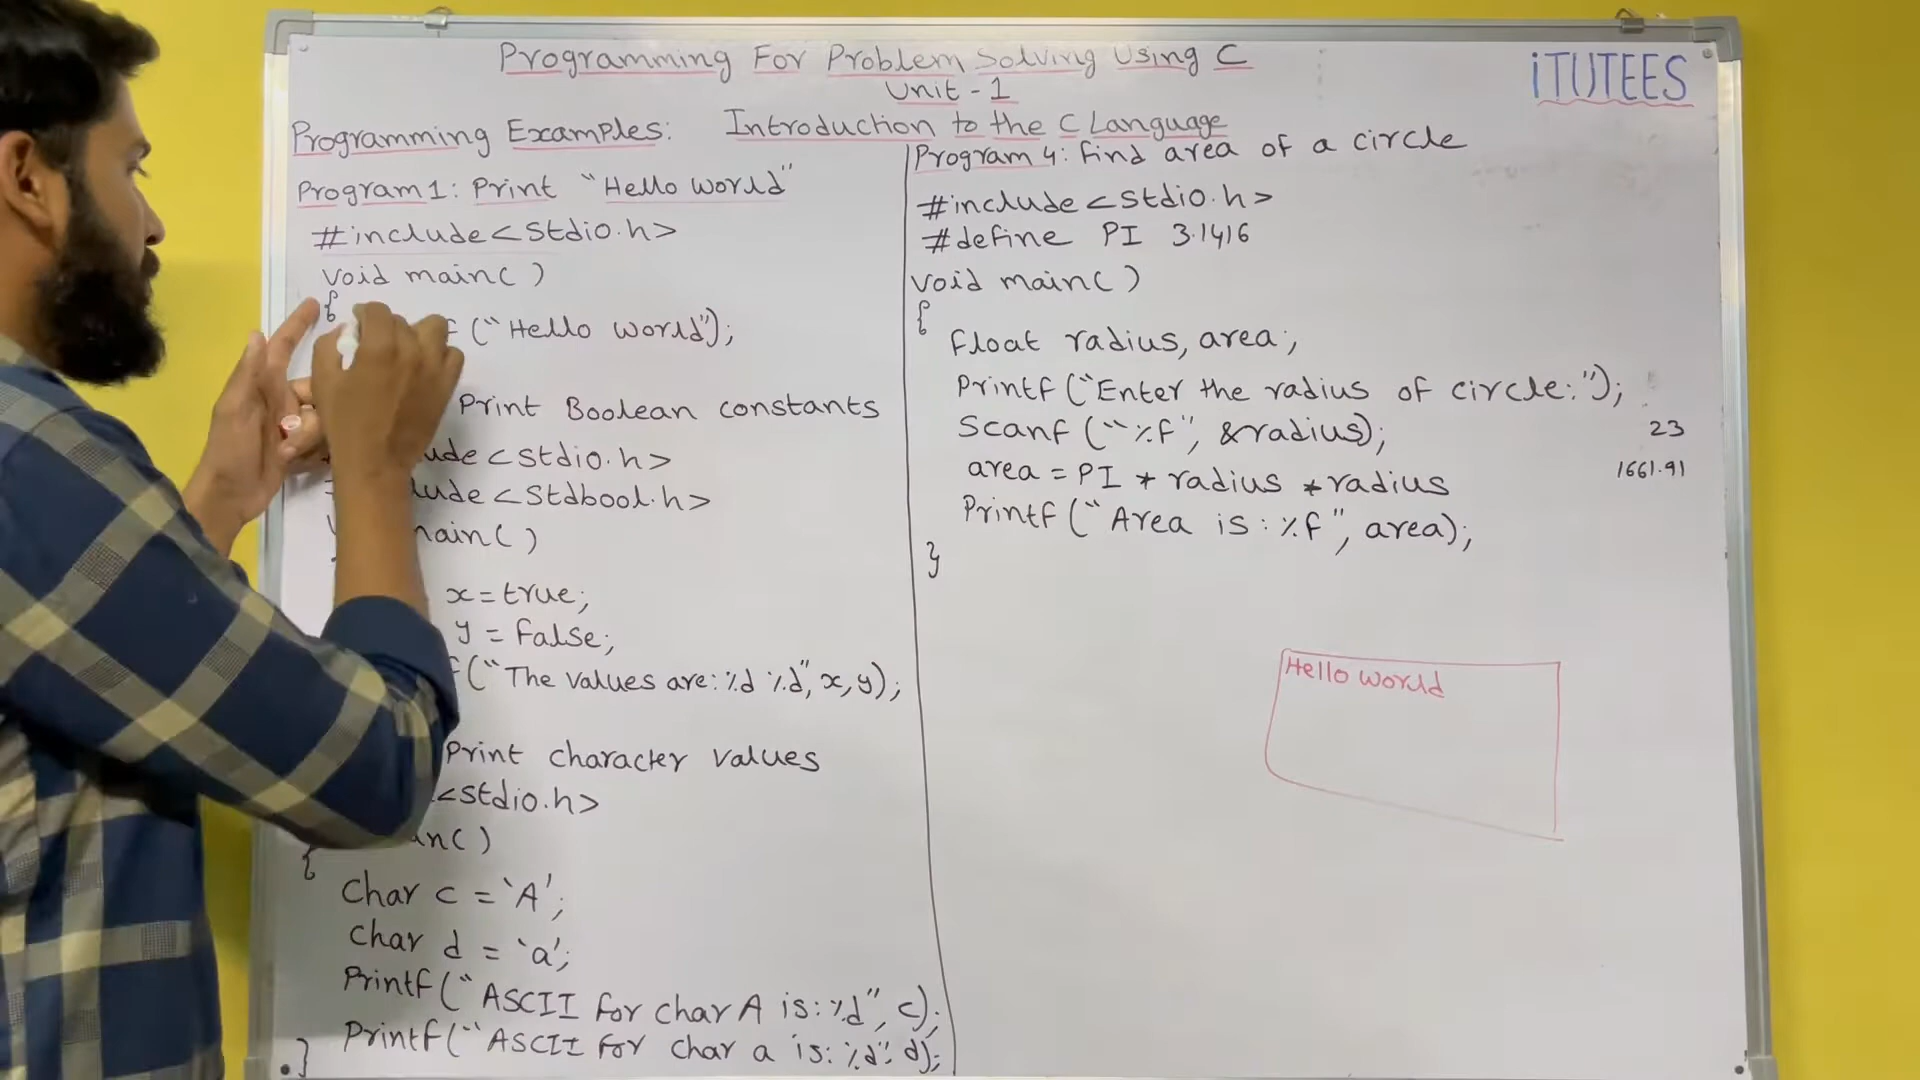 Programming For Problem Solving Using C
Unit - 1
iTUTEES
Programming Examples:
Introduction to the C Language
Program 1: Print "Hello World"
#include<stdio.h>
void main( )
{
("Hello World");
Print Boolean constants
ude<stdio.h>
lude<stdbool.h>
main( )
x = true;
y = false;
f("The values are: %d %d", x, y);
Print character values
<stdio.h>
in( )
{
char c = 'A';
char d = 'a';
Printf("ASCII for char A is: %d", c);
Printf("ASCII for char a is: %d", d);
}
Program 4: find area of a circle
#include<stdio.h>
#define PI 3.1416
void main( )
{
float radius, area;
Printf("Enter the radius of circle:");
Scanf("%f", &radius);
23
area = PI * radius * radius
1661.91
Printf("Area is: %f", area);
}
Hello World